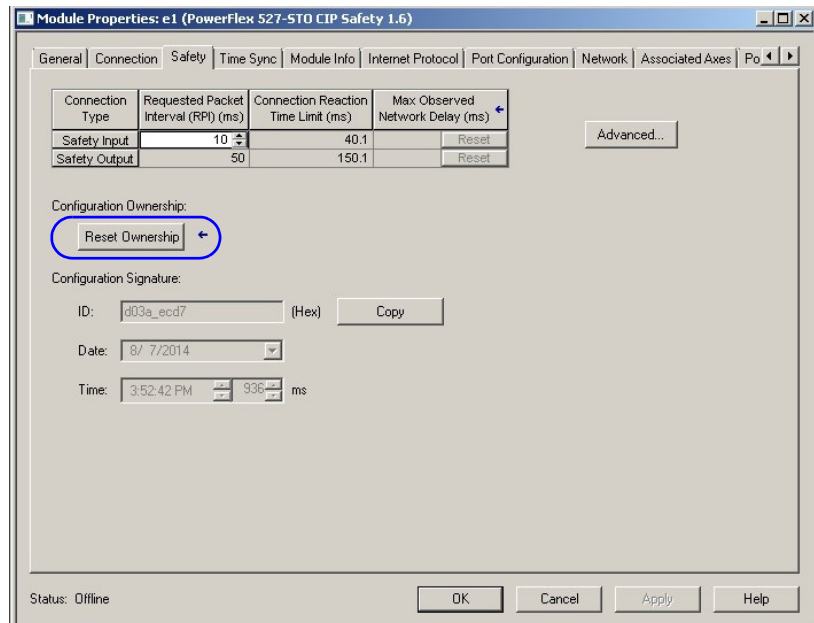 Module Properties: e1 (PowerFlex 527-STO CIP Safety 1.6)
General Connection Safety Time Sync Module Info Internet Protocol Port Configuration Network Associated Axes Po
Connection Type Requested Packet Interval (RPI) (ms) Connection Reaction Time Limit (ms) Max Observed Network Delay (ms)
Safety Input 10 40.1 Reset
Safety Output 50 150.1 Reset
Advanced...
Configuration Ownership:
Reset Ownership
Configuration Signature:
ID: d03a_ecd7 (Hex) Copy
Date: 8/ 7/2014
Time: 3:52:42 PM 936 ms
Status: Offline OK Cancel Apply Help